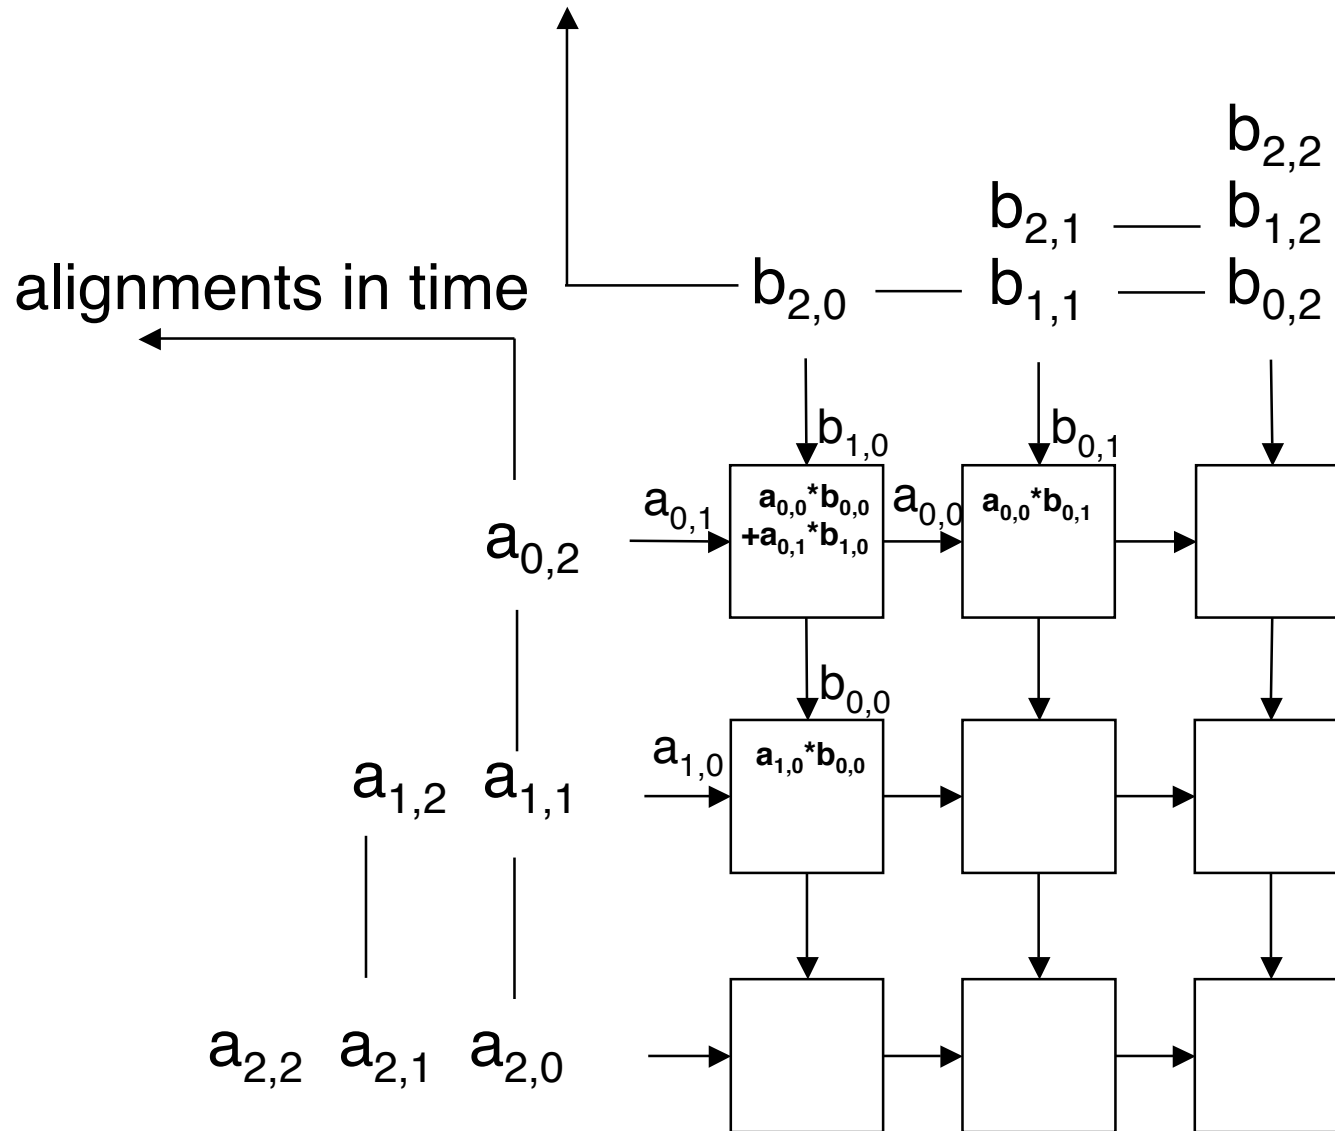 b2,2
b2,1 b1,2
alignments in time b2,0 b1,1 b0,2
b1,0 b0,1
a0,2 a0,1 a0,0*b0,0 a0,0 a0,0*b0,1
+a0,1*b1,0
b0,0
a1,2 a1,1 a1,0 a1,0*b0,0
a2,2 a2,1 a2,0